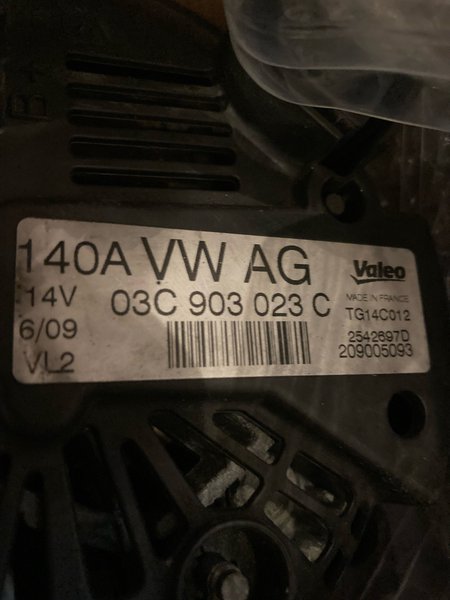 B+
140A VW AG
Valeo
14V
03C 903 023 C
MADE IN FRANCE
TG14C012
6/09
2542697D
VL2
209005093